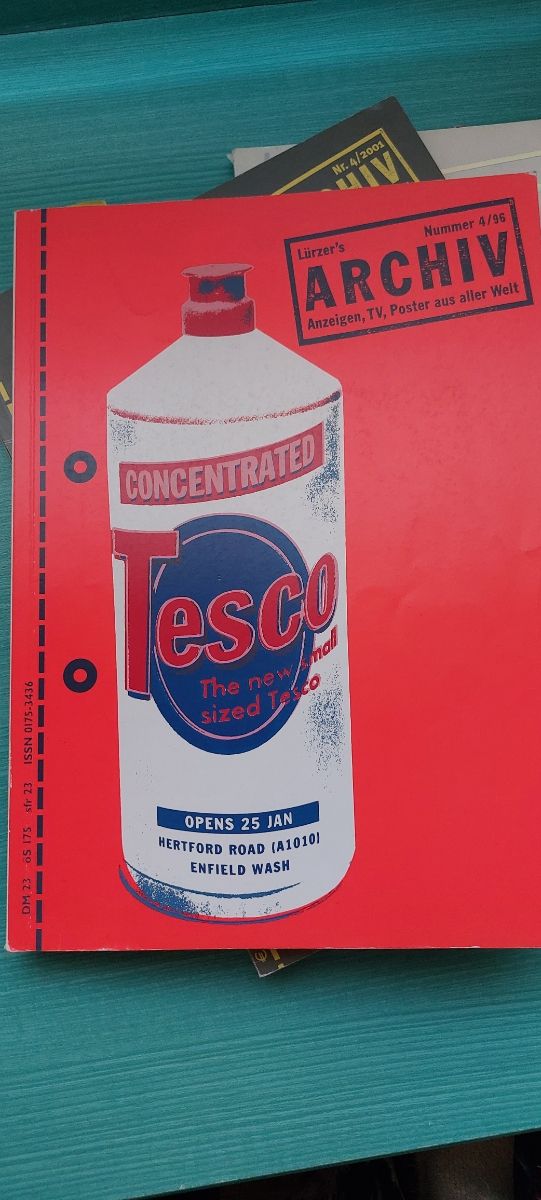 Nr. 4/2001
Lürzer's
Nummer 4/96
ARCHIV
Anzeigen, TV, Poster aus aller Welt
CONCENTRATED
Tesco
The new small
sized Tesco
OPENS 25 JAN
HERTFORD ROAD (A1010)
ENFIELD WASH
DM 23 öS 175 sfr 23 ISSN 0175-3436